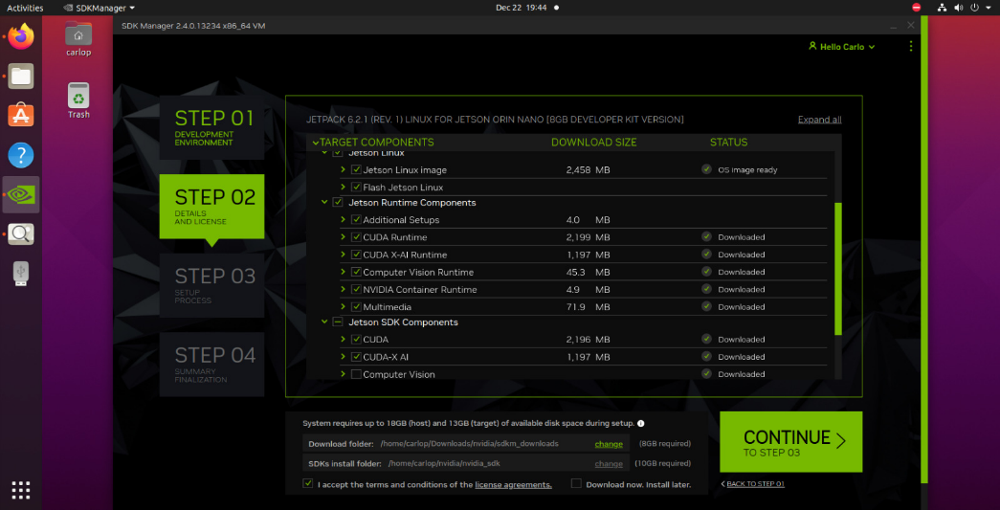 Activities SDKManager Dec 22 19:44
SDK Manager 2.4.0.13234 x86_64 VM
carlop
Trash
Hello Carlo
STEP 01
DEVELOPMENT
ENVIRONMENT
STEP 02
DETAILS
AND LICENSE
STEP 03
SETUP
PROCESS
STEP 04
SUMMARY
FINALIZATION
JETPACK 6.2.1 (REV. 1) LINUX FOR JETSON ORIN NANO [8GB DEVELOPER KIT VERSION] Expand all
TARGET COMPONENTS DOWNLOAD SIZE STATUS
Jetson Linux
Jetson Linux image 2,458 MB OS image ready
Flash Jetson Linux
Jetson Runtime Components
Additional Setups 4.0 MB
CUDA Runtime 2,199 MB Downloaded
CUDA X-AI Runtime 1,197 MB Downloaded
Computer Vision Runtime 45.3 MB Downloaded
NVIDIA Container Runtime 4.9 MB Downloaded
Multimedia 71.9 MB Downloaded
Jetson SDK Components
CUDA 2,196 MB Downloaded
CUDA-X AI 1,197 MB Downloaded
Computer Vision Downloaded
System requires up to 18GB (host) and 13GB (target) of available disk space during setup.
Download folder: /home/carlop/Downloads/nvidia/sdkm_downloads change (8GB required)
SDKs install folder: /home/carlop/nvidia/nvidia_sdk change (10GB required)
I accept the terms and conditions of the license agreements. Download now. Install later.
CONTINUE
TO STEP 03
BACK TO STEP 01